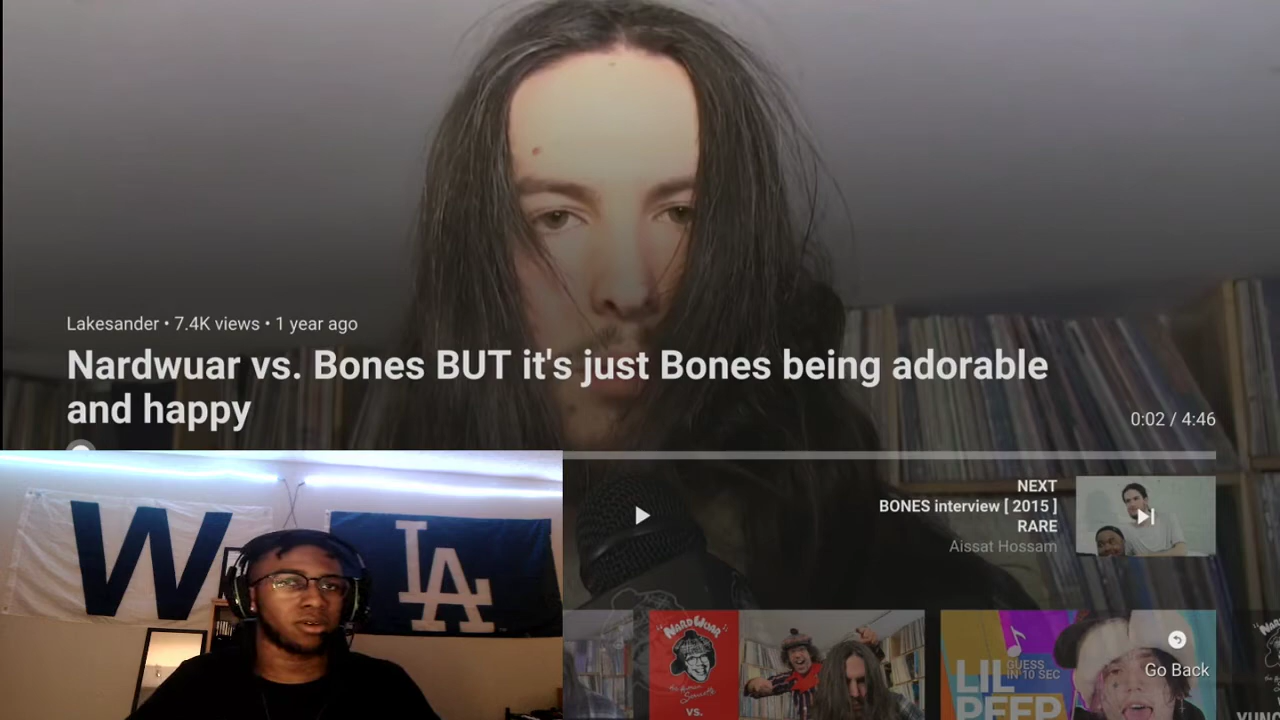 Lakesander • 7.4K views • 1 year ago
Nardwuar vs. Bones BUT it's just Bones being adorable
and happy
0:02 / 4:46
NEXT
BONES interview [ 2015 ]
RARE
Aissat Hossam
W
LA
NARDWUAR
VS.
GUESS
IN 10 SEC
LIL
PEEP
Go Back